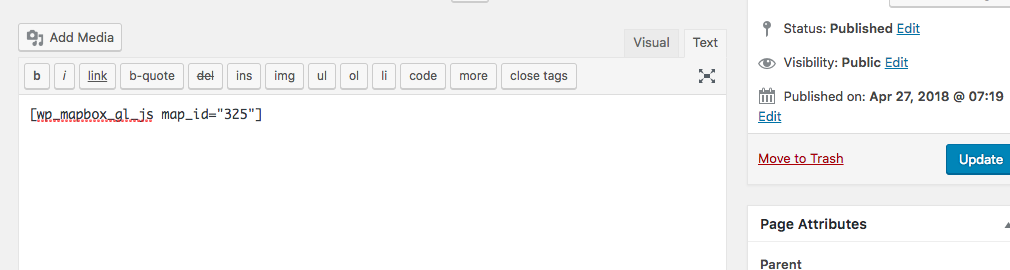 Add Media
Visual
Text
b
i
link
b-quote
del
ins
img
ul
ol
li
code
more
close tags
[wp_mapbox_gl_js map_id="325"]
Status: Published Edit
Visibility: Public Edit
Published on: Apr 27, 2018 @ 07:19
Edit
Move to Trash
Update
Page Attributes
Parent